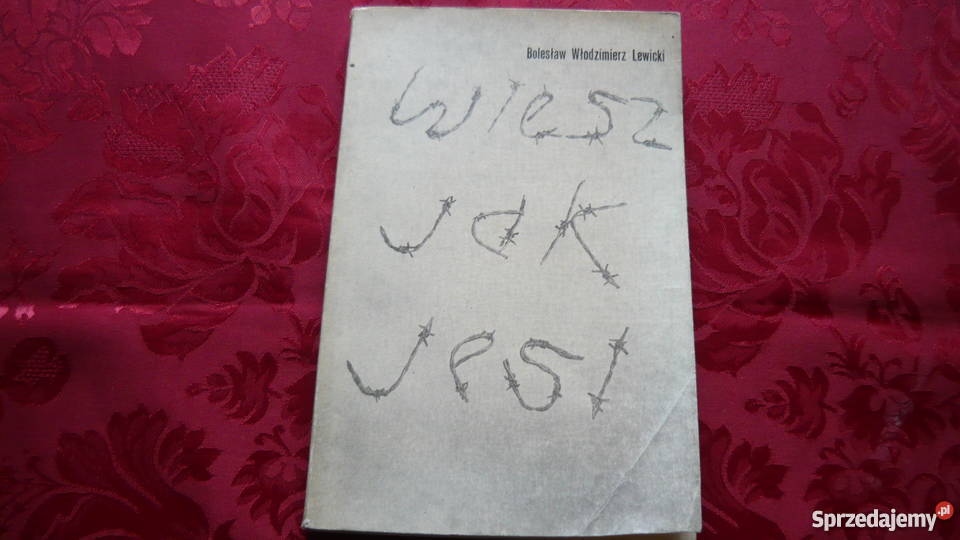 Bolesław Włodzimierz Lewicki
Wiesz
Jak
Jest
Sprzedajemy.pl